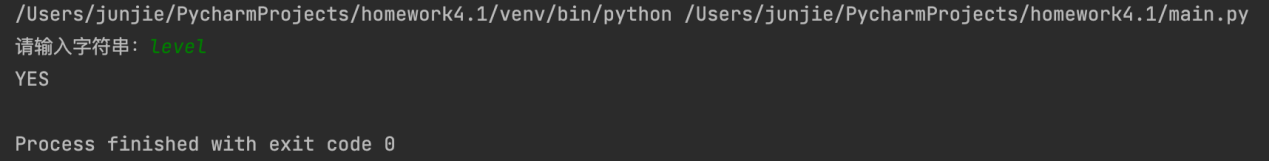 /Users/junjie/PycharmProjects/homework4.1/venv/bin/python /Users/junjie/PycharmProjects/homework4.1/main.py
请输入字符串：level
YES
Process finished with exit code 0